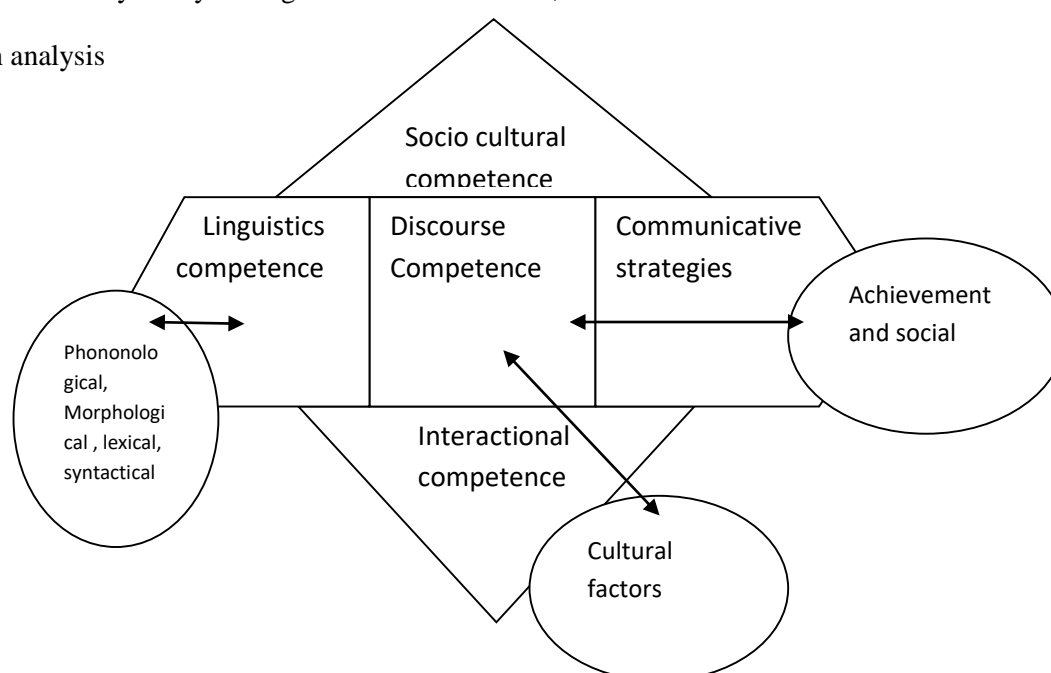 analysis
Socio cultural
competence
Linguistics
competence
Discourse
Competence
Communicative
strategies
Achievement
and social
Phononolo
gical,
Morphologi
cal , lexical,
syntactical
Interactional
competence
Cultural
factors